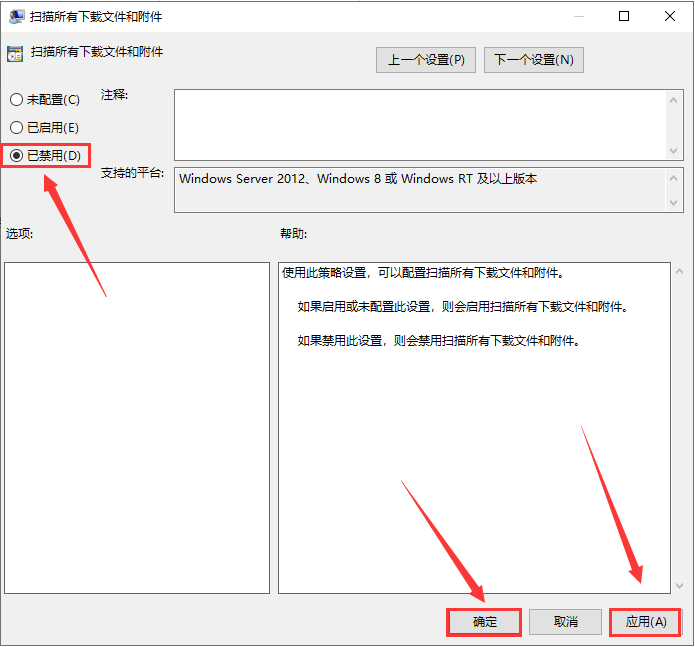 扫描所有下载文件和附件
扫描所有下载文件和附件
上一个设置(P)
下一个设置(N)
未配置(C)
注释:
已启用(E)
已禁用(D)
支持的平台:
Windows Server 2012、Windows 8 或 Windows RT 及以上版本
选项:
帮助:
使用此策略设置，可以配置扫描所有下载文件和附件。
如果启用或未配置此设置，则会启用扫描所有下载文件和附件。
如果禁用此设置，则会禁用扫描所有下载文件和附件。
确定
取消
应用(A)